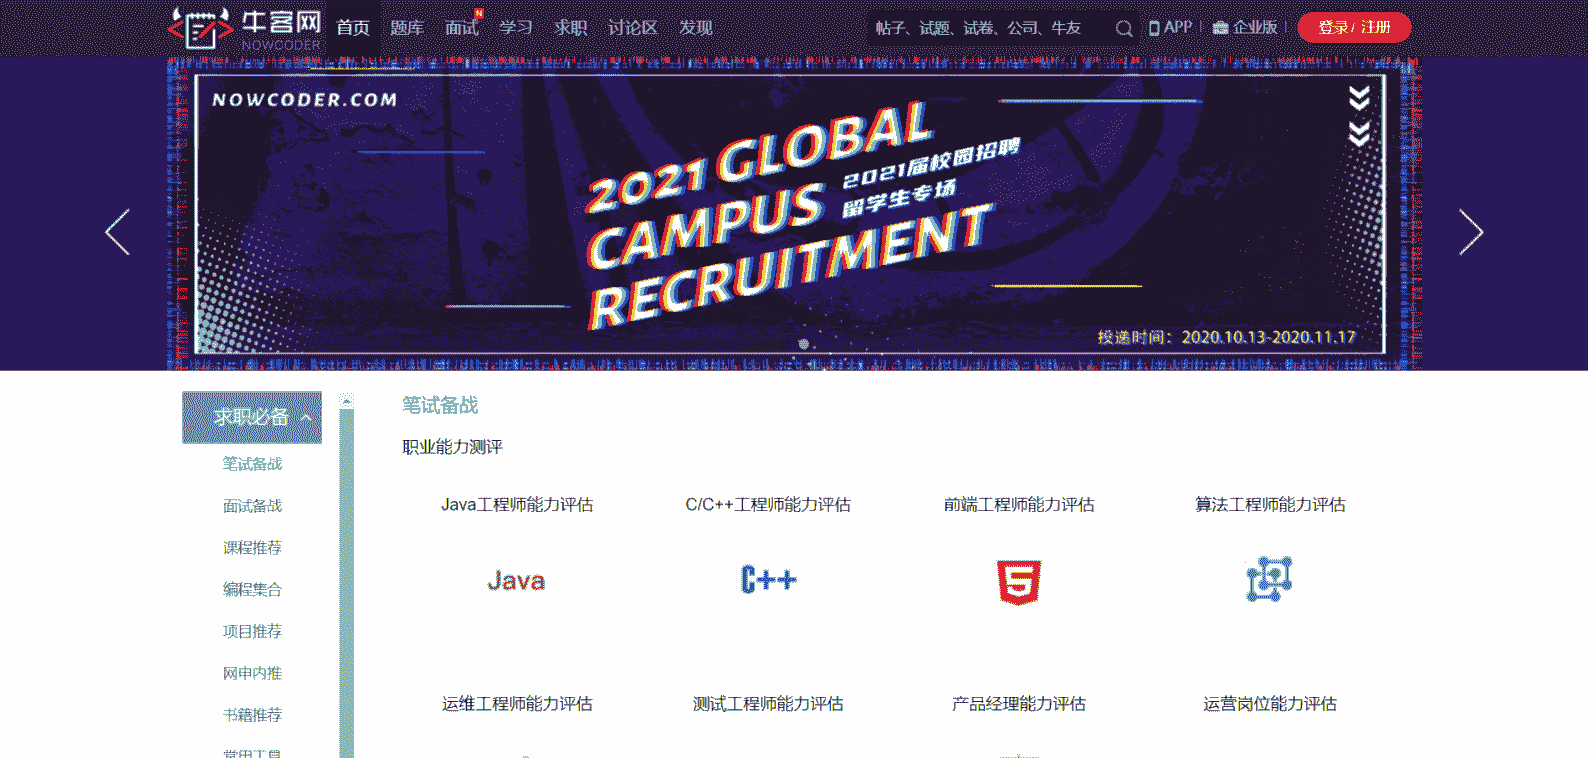 牛客网
NOWCODER
首页 题库 面试 N 学习 求职 讨论区 发现
帖子、试题、试卷、公司、牛友
APP
企业版
登录 / 注册
NOWCODER.COM
2021 GLOBAL
CAMPUS
RECRUITMENT
2021届校园招聘
留学生专场
投递时间：2020.10.13-2020.11.17
求职必备
笔试备战
面试备战
课程推荐
编程集合
项目推荐
网申内推
书籍推荐
常用工具
笔试备战
职业能力测评
Java工程师能力评估 C/C++工程师能力评估 前端工程师能力评估 算法工程师能力评估
Java C++ 5
运维工程师能力评估 测试工程师能力评估 产品经理能力评估 运营岗位能力评估